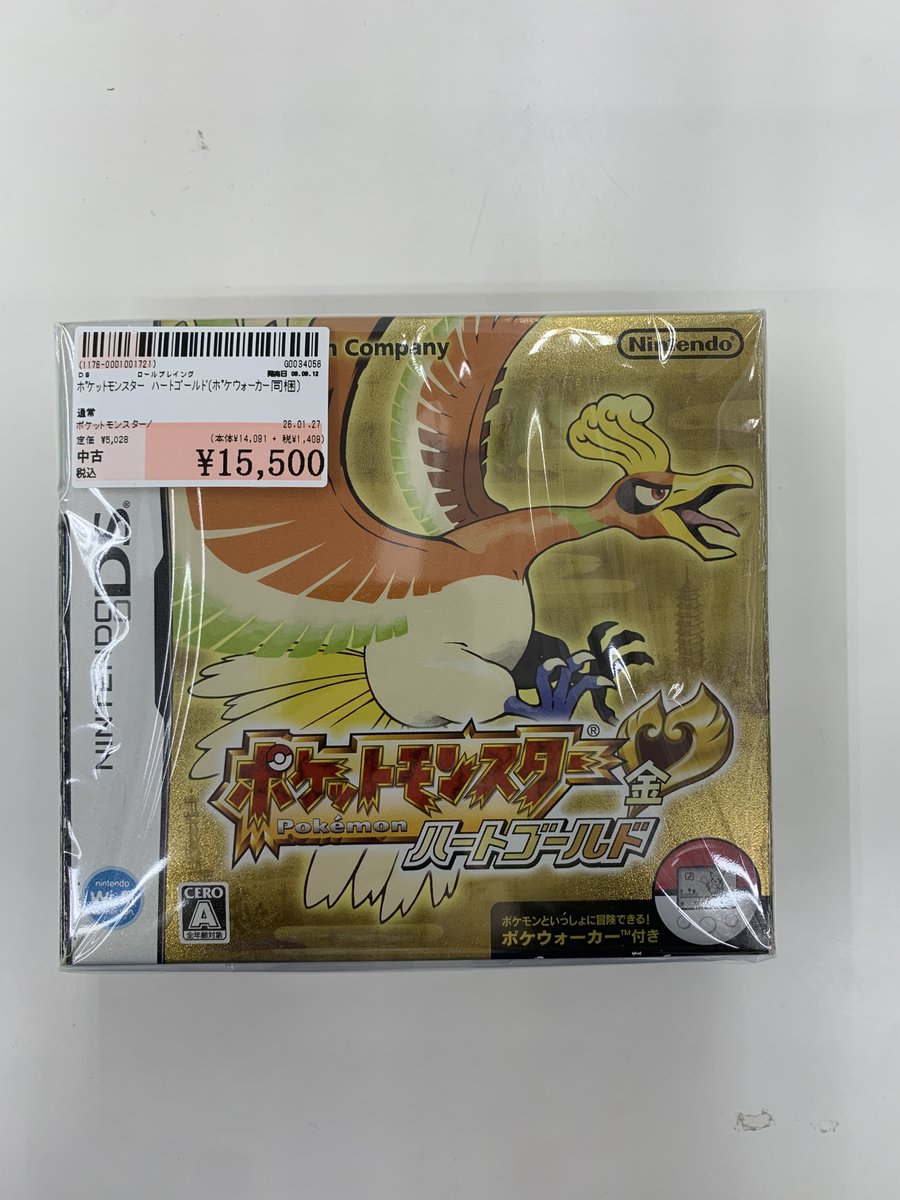 (1178-0001001721) G0034056
DS ロールプレイング 発売日 09.09.12
ポケットモンスター ハートゴールド(ポケウォーカー同梱)
通常
ポケットモンスター/ 26.01.27
定価 ¥5,028 (本体¥14,091 + 税¥1,409)
中古
税込 ¥15,500
Company
Nintendo®
NINTENDO DS®
ポケットモンスター®
金
Pokémon
ハートゴールド
nintendo
Wi-Fi
CERO
A
全年齢対象
ポケモンといっしょに冒険できる!
ポケウォーカー™付き